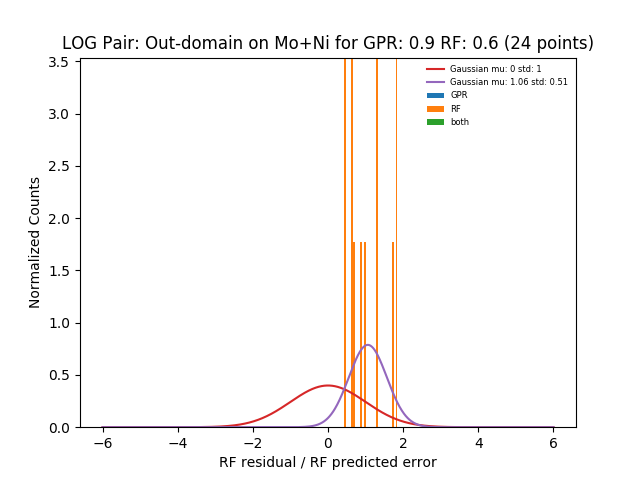 LOG Pair: Out-domain on Mo+Ni for GPR: 0.9 RF: 0.6 (24 points)
Gaussian mu: 0 std: 1
Gaussian mu: 1.06 std: 0.51
GPR
RF
both
Normalized Counts
3.5
3.0
2.5
2.0
1.5
1.0
0.5
0.0
−6
−4
−2
0
2
4
6
RF residual / RF predicted error